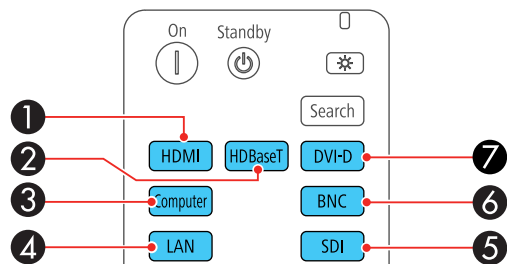 On Standby
Search
1 HDMI HDBaseT DVI-D 7
2
3 Computer BNC 6
4 LAN SDI 5